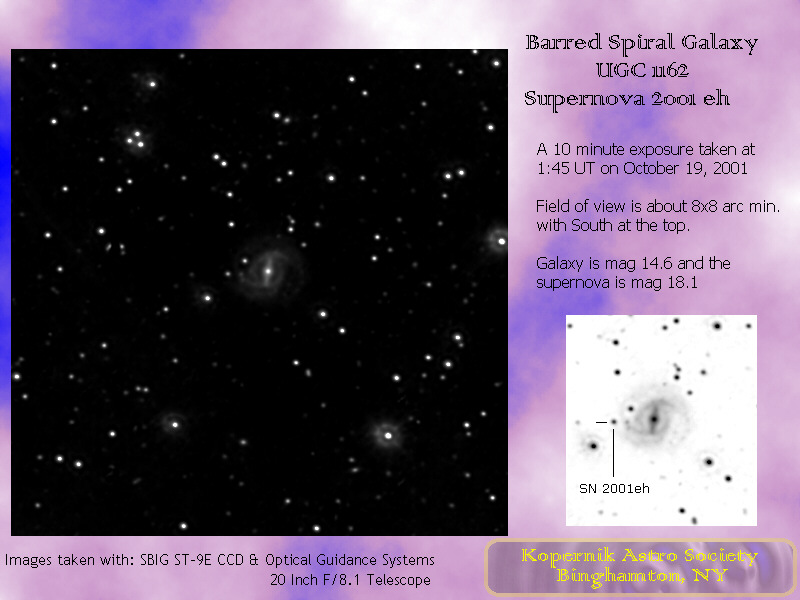 Barred Spiral Galaxy
UGC 1162
Supernova 2001 eh
A 10 minute exposure taken at
1:45 UT on October 19, 2001
Field of view is about 8x8 arc min.
with South at the top.
Galaxy is mag 14.6 and the
supernova is mag 18.1
SN 2001eh
Images taken with: SBIG ST-9E CCD & Optical Guidance Systems
20 Inch F/8.1 Telescope
Kopernik Astro Society
Binghamton, NY